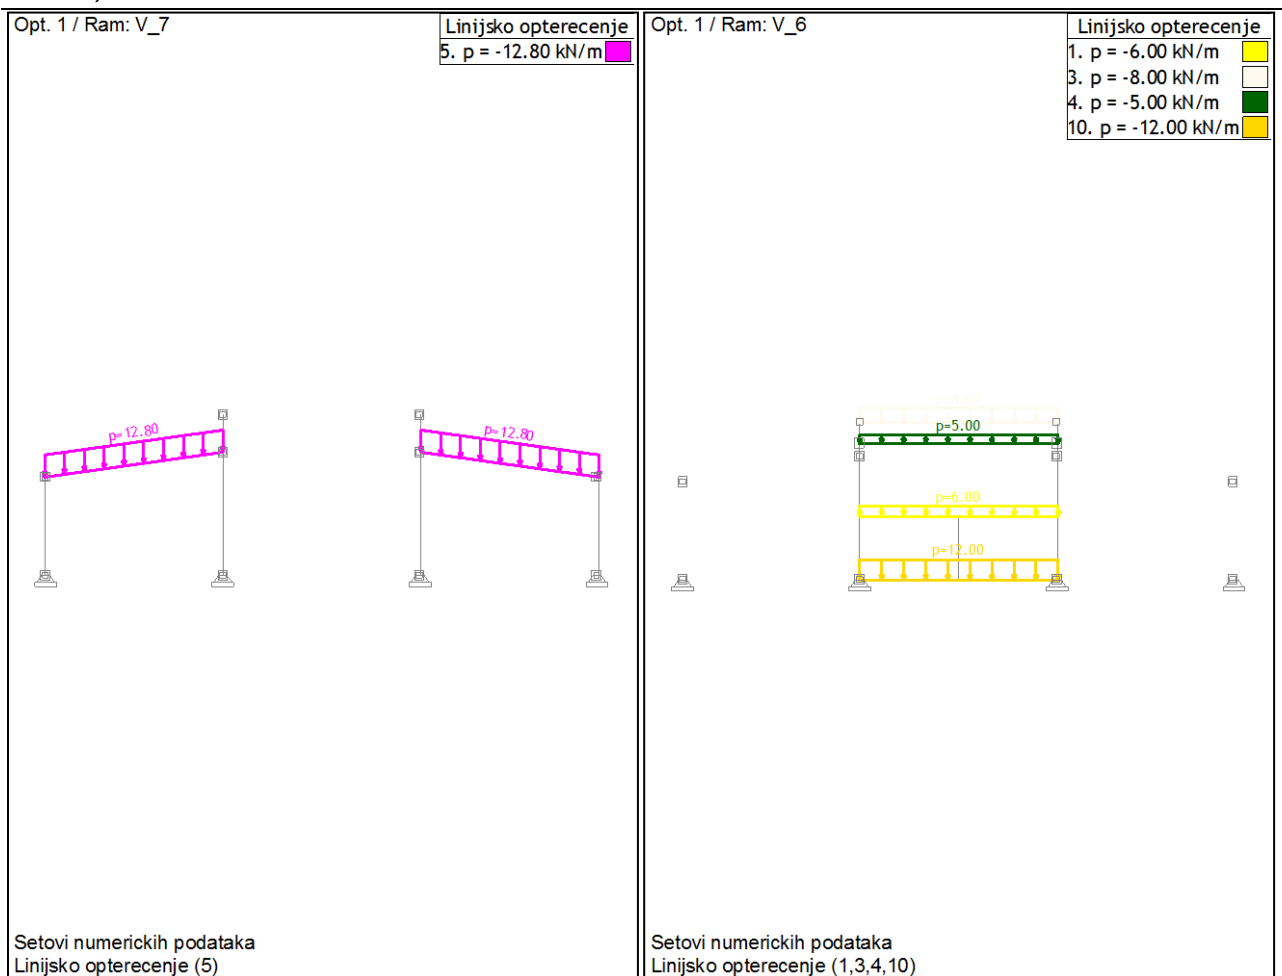 Opt. 1 / Ram: V_7
Linijsko opterecenje
5. p = -12.80 kN/m
p=12.80
p=12.80
Setovi numerickih podataka
Linijsko opterecenje (5)
Opt. 1 / Ram: V_6
Linijsko opterecenje
1. p = -6.00 kN/m
3. p = -8.00 kN/m
4. p = -5.00 kN/m
10. p = -12.00 kN/m
p=5.00
p=6.00
p=12.00
Setovi numerickih podataka
Linijsko opterecenje (1,3,4,10)